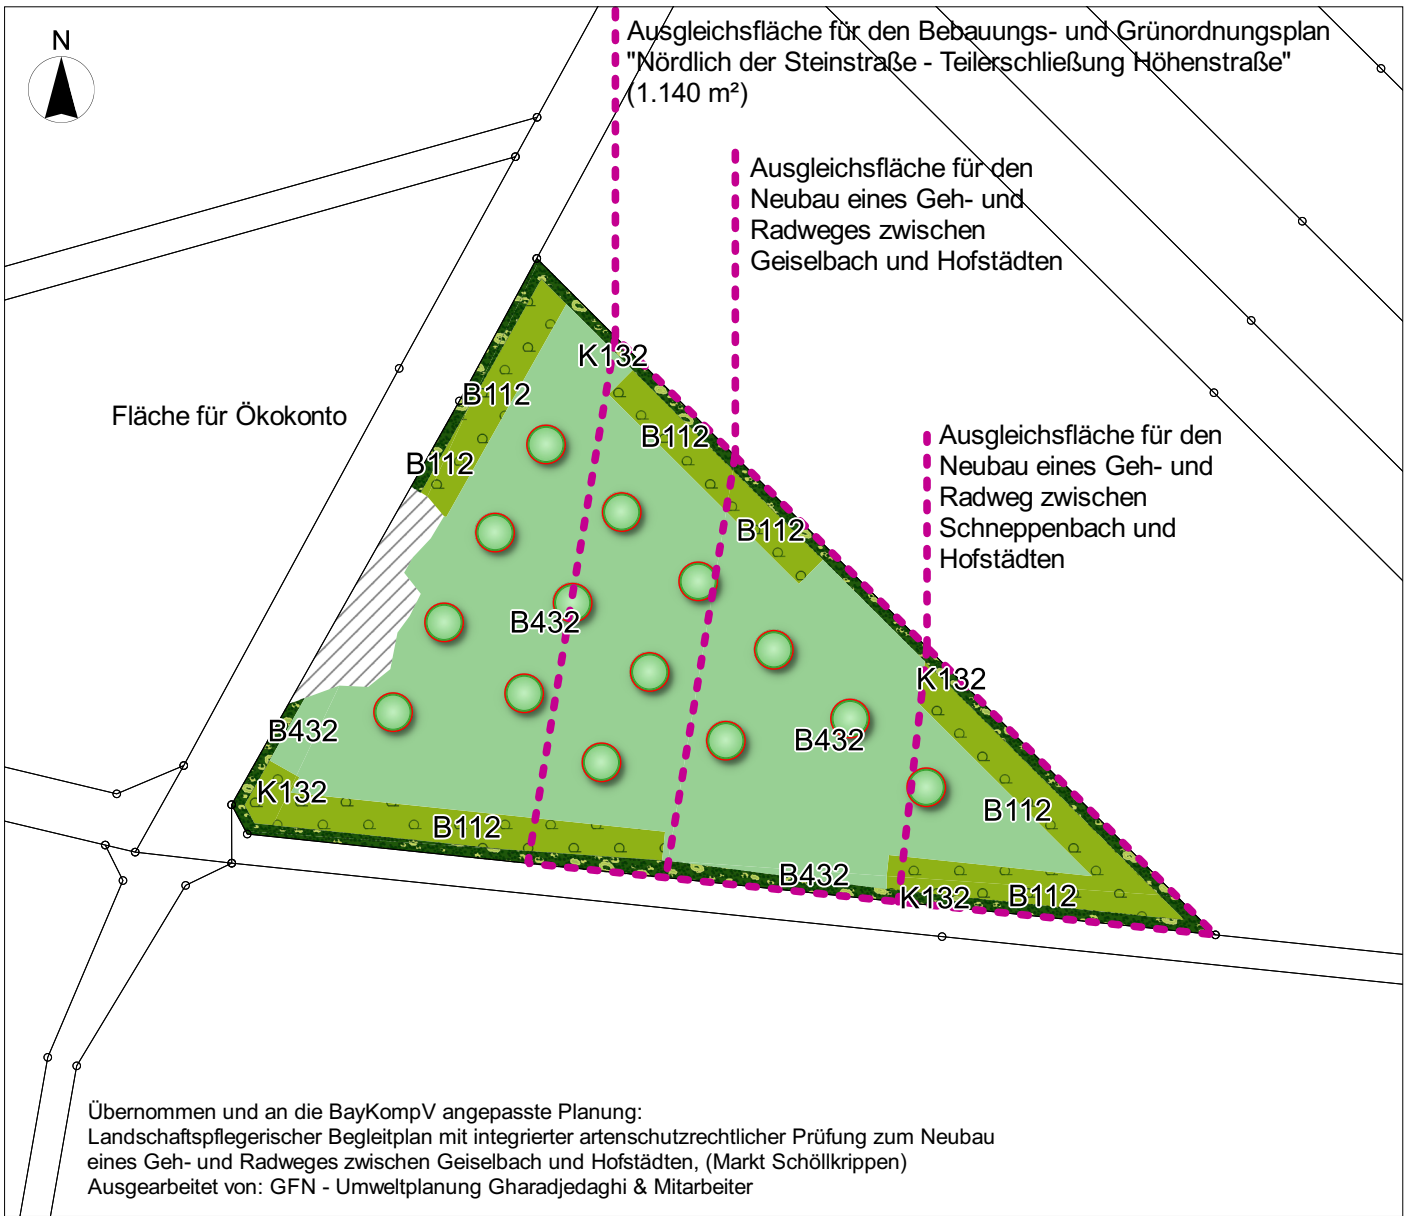 N
Ausgleichsfläche für den Bebauungs- und Grünordnungsplan
"Nördlich der Steinstraße - Teilerschließung Höhenstraße"
(1.140 m²)
Ausgleichsfläche für den
Neubau eines Geh- und
Radweges zwischen
Geiselbach und Hofstädten
K132
B112
Fläche für Ökokonto
B112
Ausgleichsfläche für den
Neubau eines Geh- und
Radweg zwischen
Schneppenbach und
Hofstädten
B112
B112
B432
K132
B432
B432
K132
B112
B112
B432
K132
B112
Übernommen und an die BayKompV angepasste Planung:
Landschaftspflegerischer Begleitplan mit integrierter artenschutzrechtlicher Prüfung zum Neubau
eines Geh- und Radweges zwischen Geiselbach und Hofstädten, (Markt Schöllkrippen)
Ausgearbeitet von: GFN - Umweltplanung Gharadjedaghi & Mitarbeiter